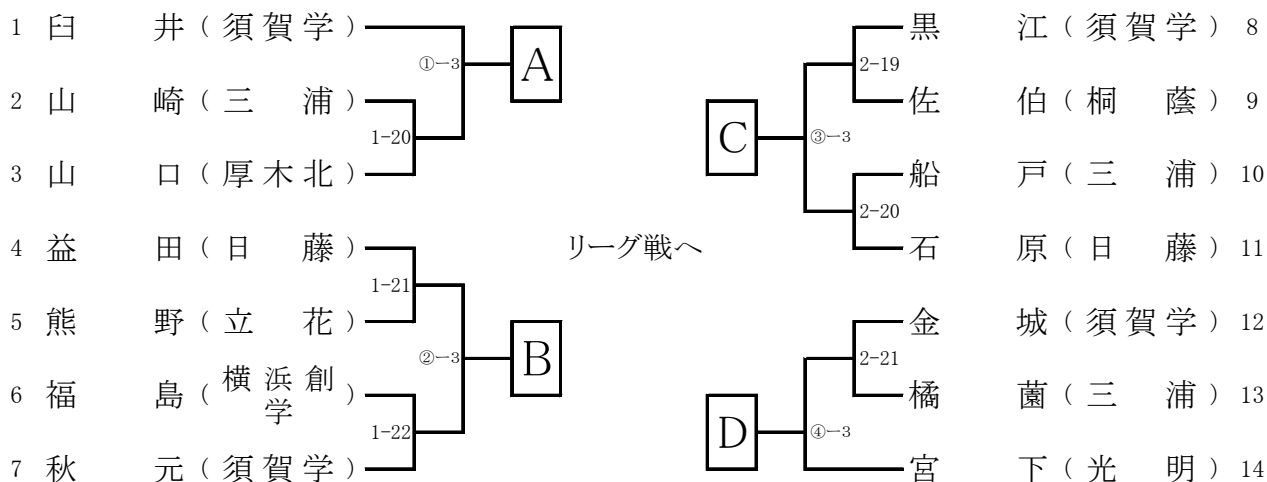 1 臼 井 ( 須 賀 学 )
①ー3
A
2 山 崎 ( 三 浦 )
1-20
3 山 口 ( 厚 木 北 )
4 益 田 ( 日 藤 )
1-21
5 熊 野 ( 立 花 )
②ー3
B
6 福 島 ( 横 浜 創 学 )
1-22
7 秋 元 ( 須 賀 学 )
リーグ戦へ
黒 江 ( 須 賀 学 ) 8
2-19
佐 伯 ( 桐 蔭 ) 9
C
③ー3
船 戸 ( 三 浦 ) 10
2-20
石 原 ( 日 藤 ) 11
金 城 ( 須 賀 学 ) 12
2-21
橘 薗 ( 三 浦 ) 13
D
④ー3
宮 下 ( 光 明 ) 14